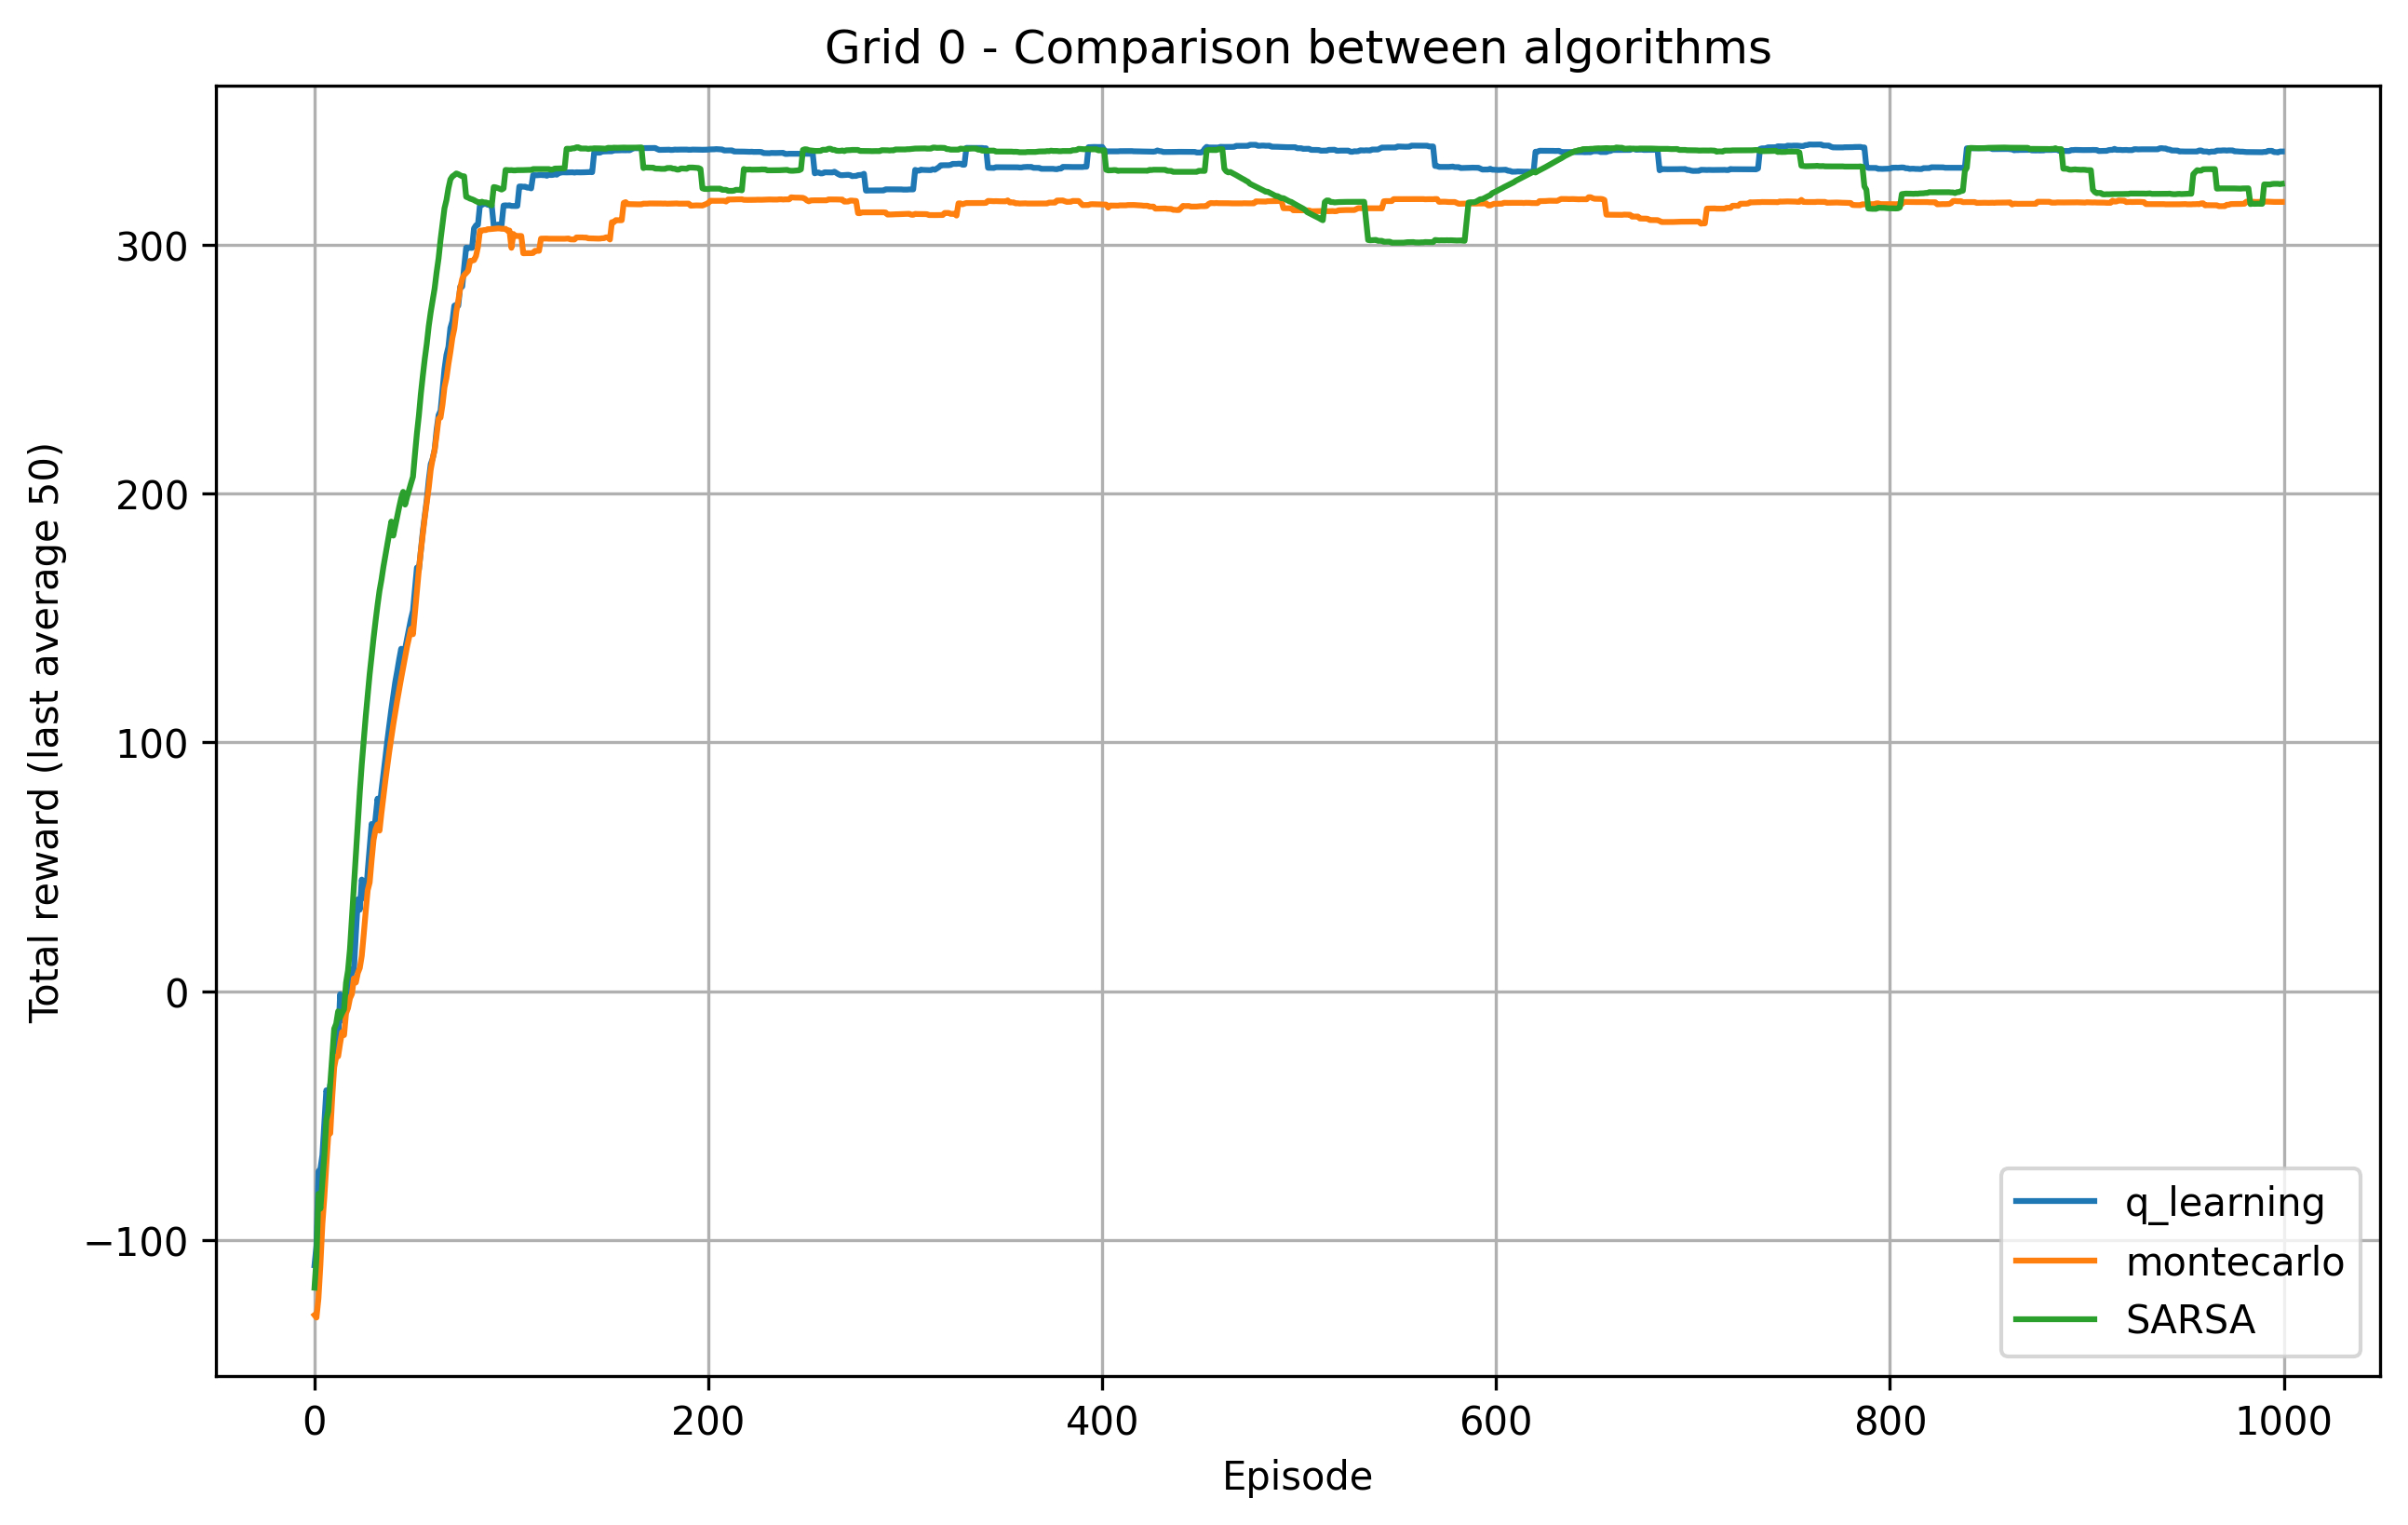 Grid 0 - Comparison between algorithms
Total reward (last average 50)
300
200
100
0
−100
0
200
400
600
800
1000
Episode
q_learning
montecarlo
SARSA